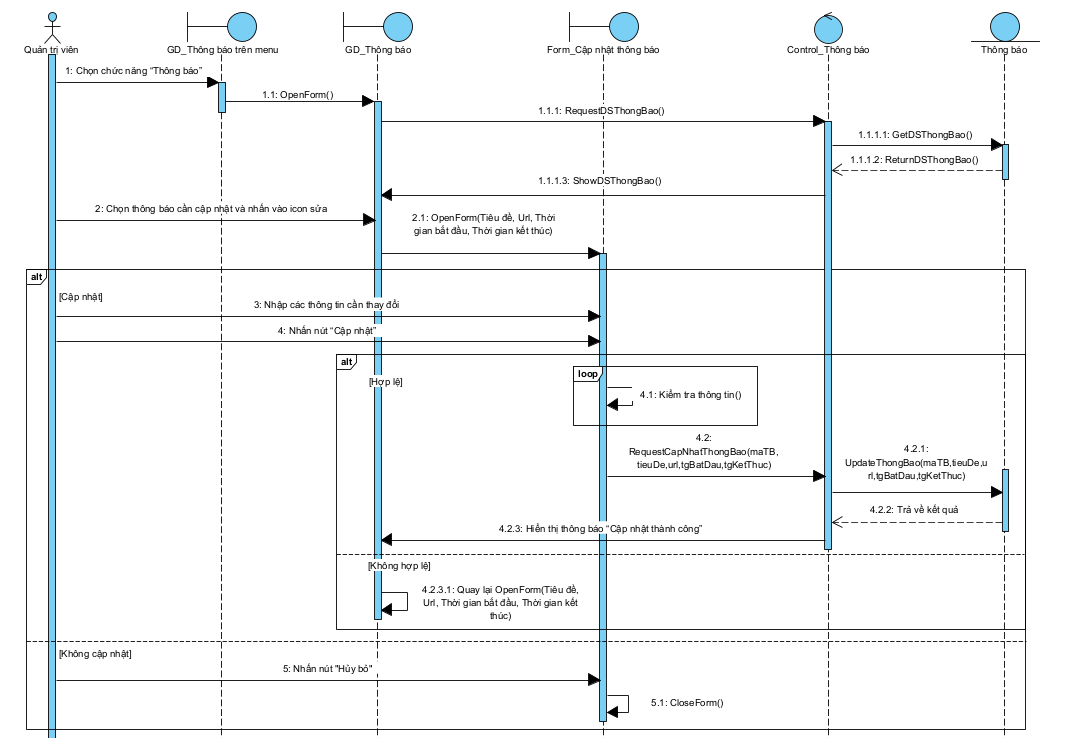 Quản trị viên
GD_Thông báo trên menu
GD_Thông báo
Form_Cập nhật thông báo
Control_Thông báo
Thông báo
1: Chọn chức năng “Thông báo”
1.1: OpenForm()
1.1.1: RequestDSThongBao()
1.1.1.1: GetDSThongBao()
1.1.1.2: ReturnDSThongBao()
1.1.1.3: ShowDSThongBao()
2: Chọn thông báo cần cập nhật và nhấn vào icon sửa
2.1: OpenForm(Tiêu đề, Url, Thời
gian bắt đầu, Thời gian kết thúc)
alt
[Cập nhật]
3: Nhập các thông tin cần thay đổi
4: Nhấn nút “Cập nhật”
alt
[Hợp lệ]
loop
4.1: Kiểm tra thông tin()
4.2:
RequestCapNhatThongBao(maTB,
tieuDe,url,tgBatDau,tgKetThuc)
4.2.1:
UpdateThongBao(maTB,tieuDe,u
rl,tgBatDau,tgKetThuc)
4.2.2: Trả về kết quả
4.2.3: Hiển thị thông báo “Cập nhật thành công”
[Không hợp lệ]
4.2.3.1: Quay lại OpenForm(Tiêu đề,
Url, Thời gian bắt đầu, Thời gian kết
thúc)
[Không cập nhật]
5: Nhấn nút "Hủy bỏ"
5.1: CloseForm()